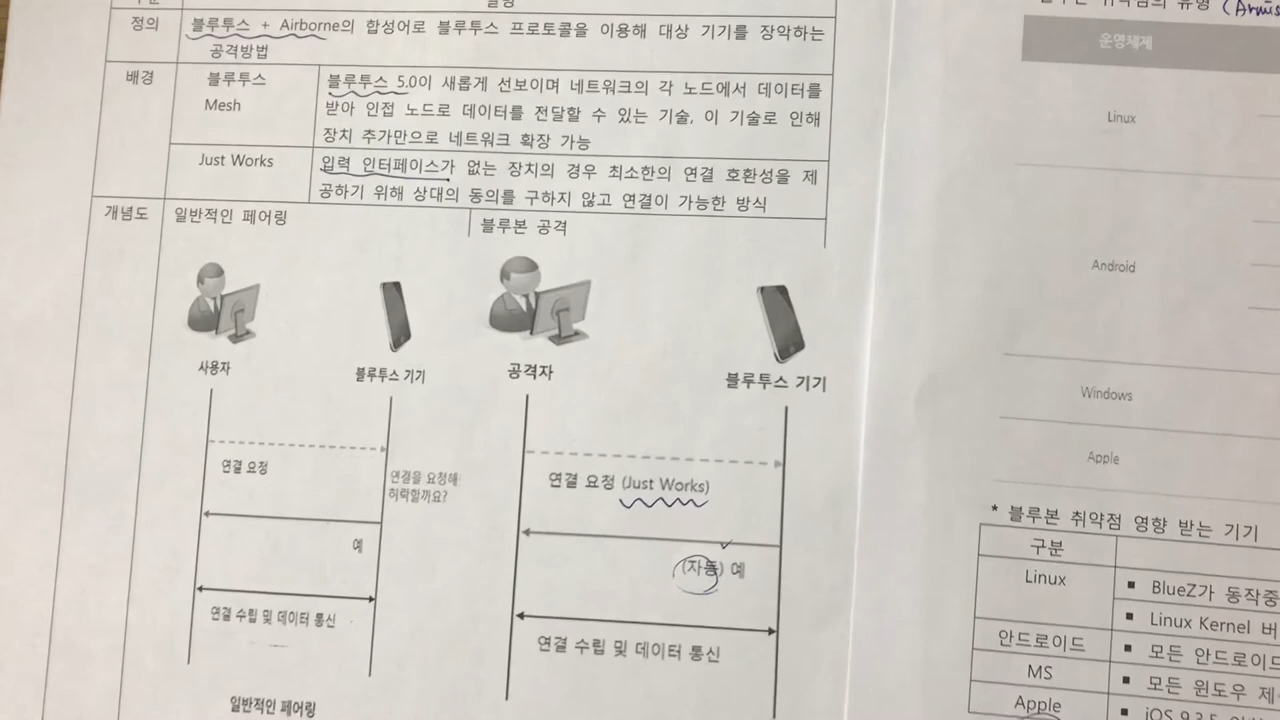 정의
블루투스 + Airborne의 합성어로 블루투스 프로토콜을 이용해 대상 기기를 장악하는
공격방법
배경
블루투스
Mesh
블루투스 5.0이 새롭게 선보이며 네트워크의 각 노드에서 데이터를
받아 인접 노드로 데이터를 전달할 수 있는 기술, 이 기술로 인해
장치 추가만으로 네트워크 확장 가능
Just Works
입력 인터페이스가 없는 장치의 경우 최소한의 연결 호환성을 제
공하기 위해 상대의 동의를 구하지 않고 연결이 가능한 방식
개념도
일반적인 페어링
블루본 공격
사용자
블루투스 기기
공격자
블루투스 기기
연결 요청
연결을 요청해
허락할까요?
예
연결 수립 및 데이터 통신
일반적인 페어링
연결 요청 (Just Works)
(자동) 예
연결 수립 및 데이터 통신
취약점의 유형 (Armis
운영체제
Linux
Android
Windows
Apple
* 블루본 취약점 영향 받는 기기
구분
Linux
▪ BlueZ가 동작중
▪ Linux Kernel 버
안드로이드
▪ 모든 안드로이드
MS
▪ 모든 윈도우 제
Apple
▪ iOS 9.3.5